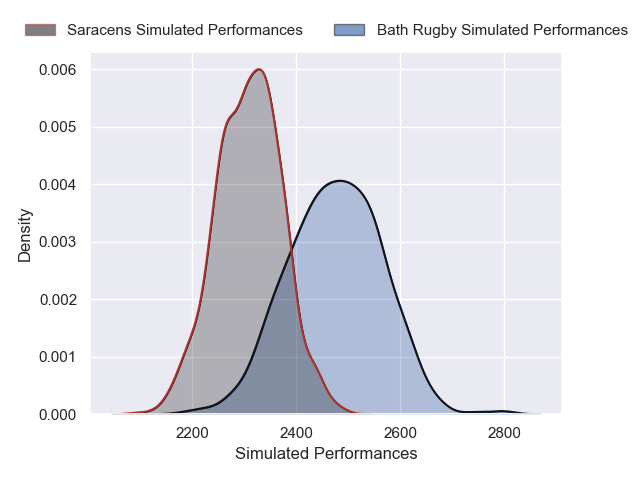 Saracens Simulated Performances
Bath Rugby Simulated Performances
0.006
0.005
0.004
0.003
0.002
0.001
0.000
Density
2200
2400
2600
2800
Simulated Performances